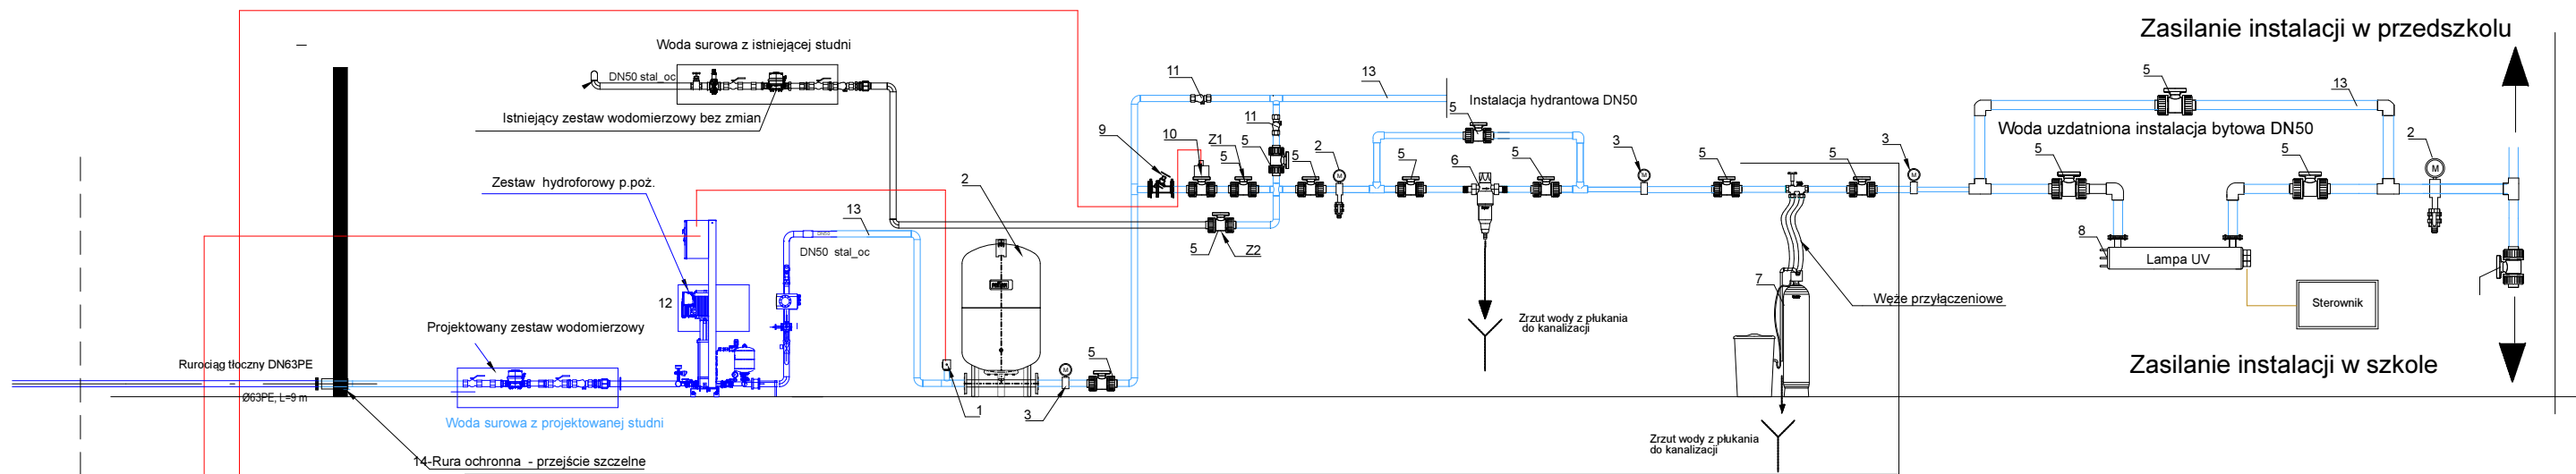 Zasilanie instalacji w przedszkolu
Woda surowa z istniejącej studni
DN50 stal_oc
Istniejący zestaw wodomierzowy bez zmian
11
13
5
13
Instalacja hydrantowa DN50
5
Woda uzdatniona instalacja bytowa DN50
9
10
Z1
5
11
5
5
2
M
5
6
5
3
M
5
5
3
M
5
5
2
M
Zestaw hydroforowy p.poż.
2
13
DN50 stal_oc
5
Z2
8
Lampa UV
Sterownik
12
7
Węże przyłączeniowe
Projektowany zestaw wodomierzowy
Zrzut wody z płukania
do kanalizacji
Rurociąg tłoczny DN63PE
M
5
Zasilanie instalacji w szkole
Ø63PE, L=9 m
1
3
Woda surowa z projektowanej studni
Zrzut wody z płukania
do kanalizacji
14-Rura ochronna - przejście szczelne